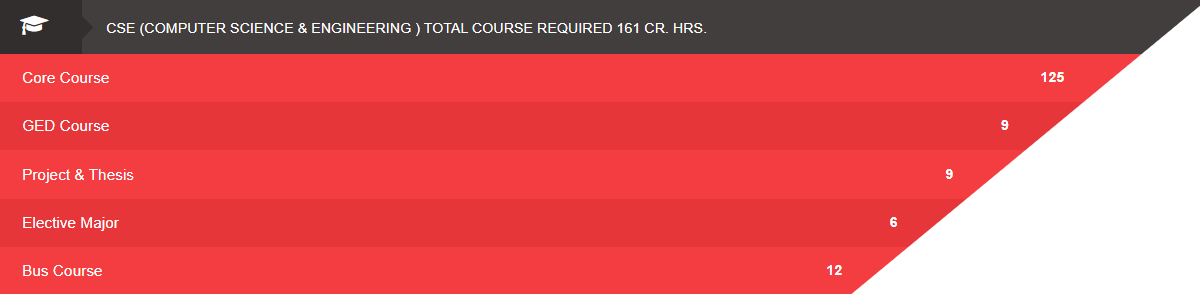 CSE (COMPUTER SCIENCE & ENGINEERING ) TOTAL COURSE REQUIRED 161 CR. HRS.
Core Course 125
GED Course 9
Project & Thesis 9
Elective Major 6
Bus Course 12